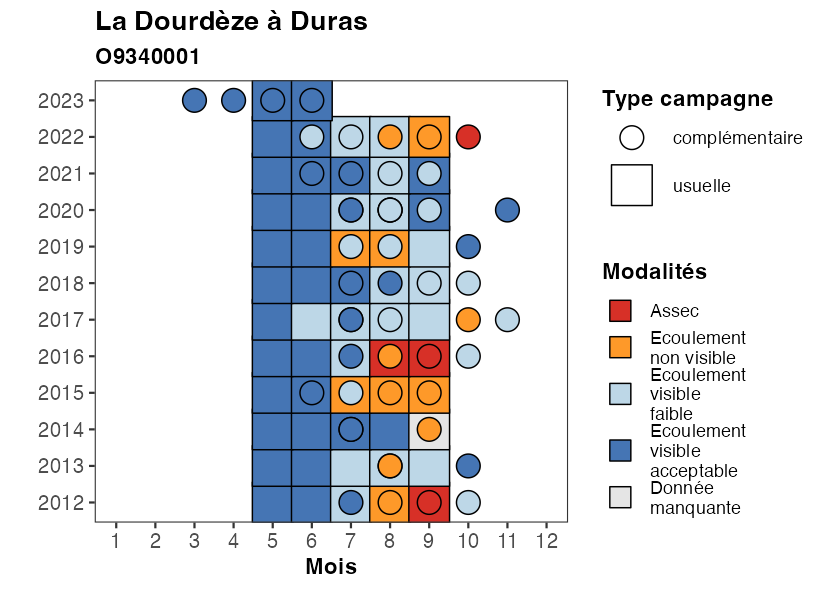 La Dourdèze à Duras
O9340001
2023
2022
2021
2020
2019
2018
2017
2016
2015
2014
2013
2012
1 2 3 4 5 6 7 8 9 10 11 12
Mois
Type campagne
complémentaire
usuelle
Modalités
Assec
Ecoulement
non visible
Ecoulement
visible
faible
Ecoulement
visible
acceptable
Donnée
manquante